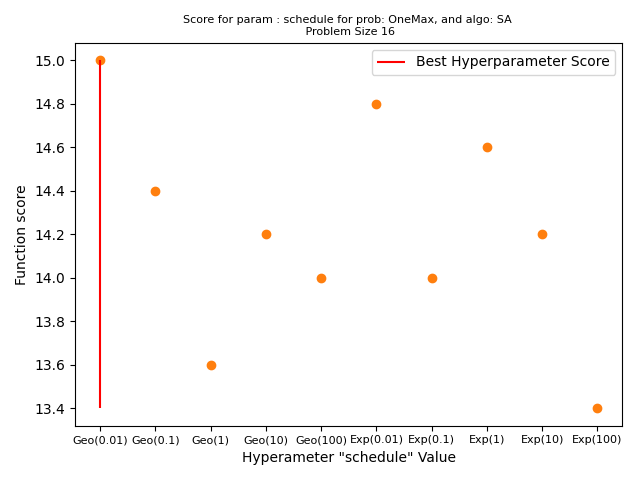 Score for param : schedule for prob: OneMax, and algo: SA
Problem Size 16
Best Hyperparameter Score
Function score
15.0
14.8
14.6
14.4
14.2
14.0
13.8
13.6
13.4
Geo(0.01) Geo(0.1) Geo(1) Geo(10) Geo(100) Exp(0.01) Exp(0.1) Exp(1) Exp(10) Exp(100)
Hyperameter "schedule" Value